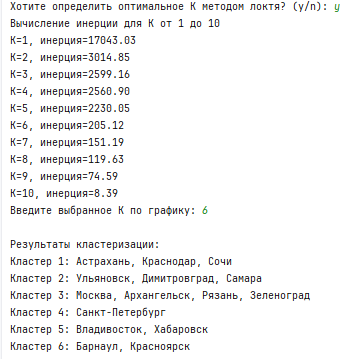 Хотите определить оптимальное K методом локтя? (y/n): y
Вычисление инерции для K от 1 до 10
K=1, инерция=17043.03
K=2, инерция=3014.85
K=3, инерция=2599.16
K=4, инерция=2560.90
K=5, инерция=2230.05
K=6, инерция=205.12
K=7, инерция=151.19
K=8, инерция=119.63
K=9, инерция=74.59
K=10, инерция=8.39
Введите выбранное K по графику: 6
Результаты кластеризации:
Кластер 1: Астрахань, Краснодар, Сочи
Кластер 2: Ульяновск, Димитровград, Самара
Кластер 3: Москва, Архангельск, Рязань, Зеленоград
Кластер 4: Санкт-Петербург
Кластер 5: Владивосток, Хабаровск
Кластер 6: Барнаул, Красноярск